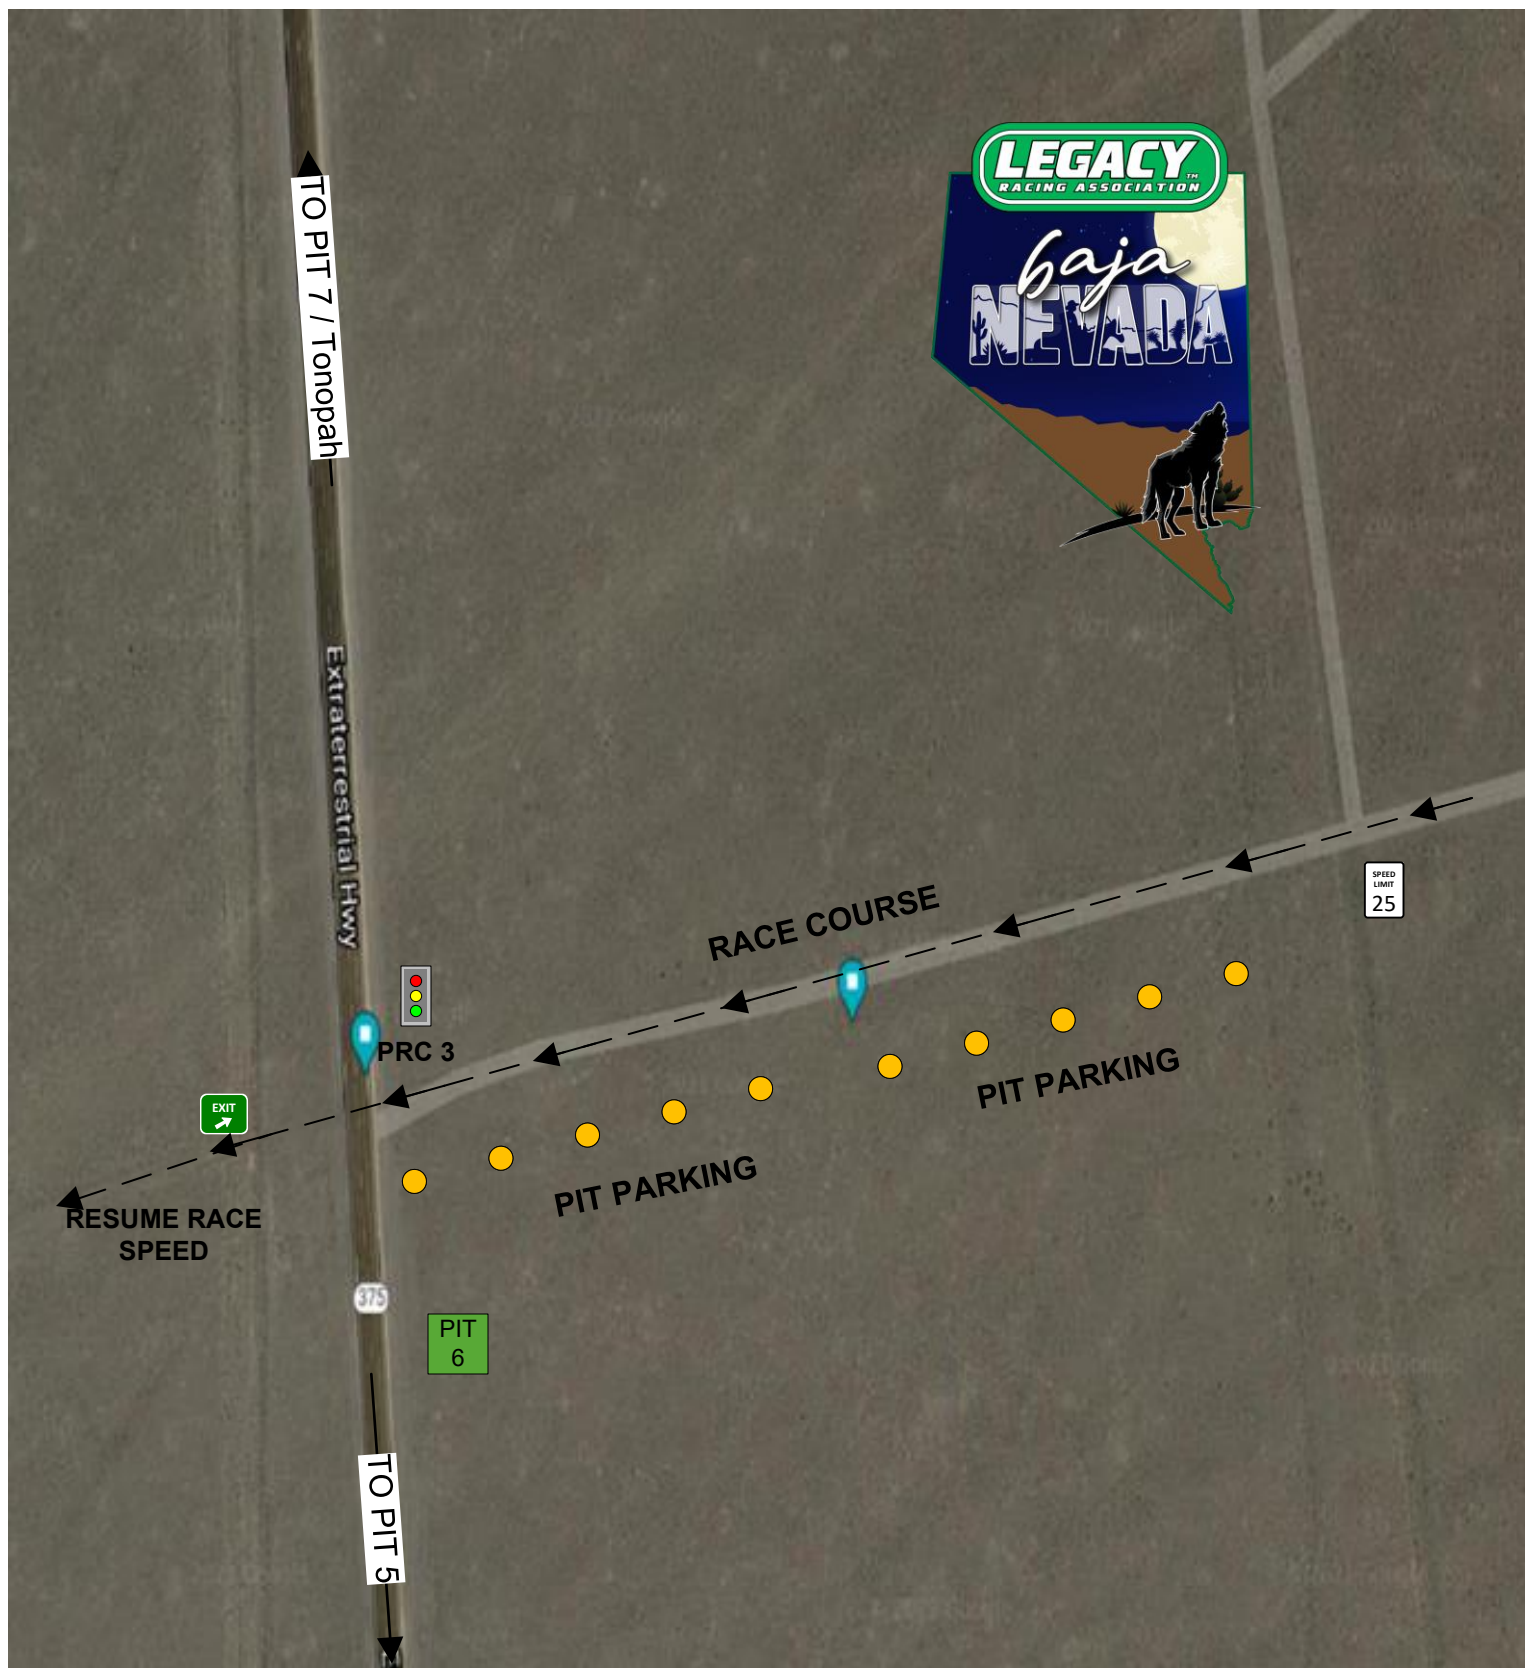 LEGACY
TM
RACING ASSOCIATION
baja
NEVADA
TO PIT 7 / Tonopah
Extraterrestrial Hwy
SPEED
LIMIT
25
RACE COURSE
PRC 3
PIT PARKING
EXIT
PIT PARKING
RESUME RACE
SPEED
375
PIT
6
TO PIT 5